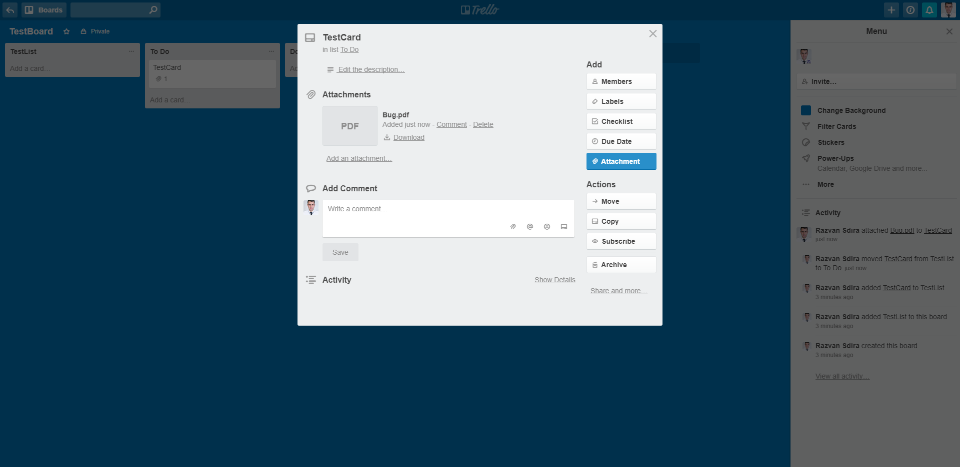 Boards
Trello
TestBoard
Private
TestList
Add a card...
To Do
TestCard
1
Add a card...
TestCard
in list To Do
Edit the description...
Attachments
PDF
Bug.pdf
Added just now - Comment - Delete
Download
Add an attachment...
Add Comment
Write a comment
Save
Activity
Show Details
Add
Members
Labels
Checklist
Due Date
Attachment
Actions
Move
Copy
Subscribe
Archive
Share and more...
Menu
Invite...
Change Background
Filter Cards
Stickers
Power-Ups
Calendar, Google Drive and more...
More
Activity
Razvan Sdira attached Bug.pdf to TestCard
just now
Razvan Sdira moved TestCard from TestList
to To Do just now
Razvan Sdira added TestCard to TestList
3 minutes ago
Razvan Sdira added TestList to this board
3 minutes ago
Razvan Sdira created this board
3 minutes ago
View all activity...